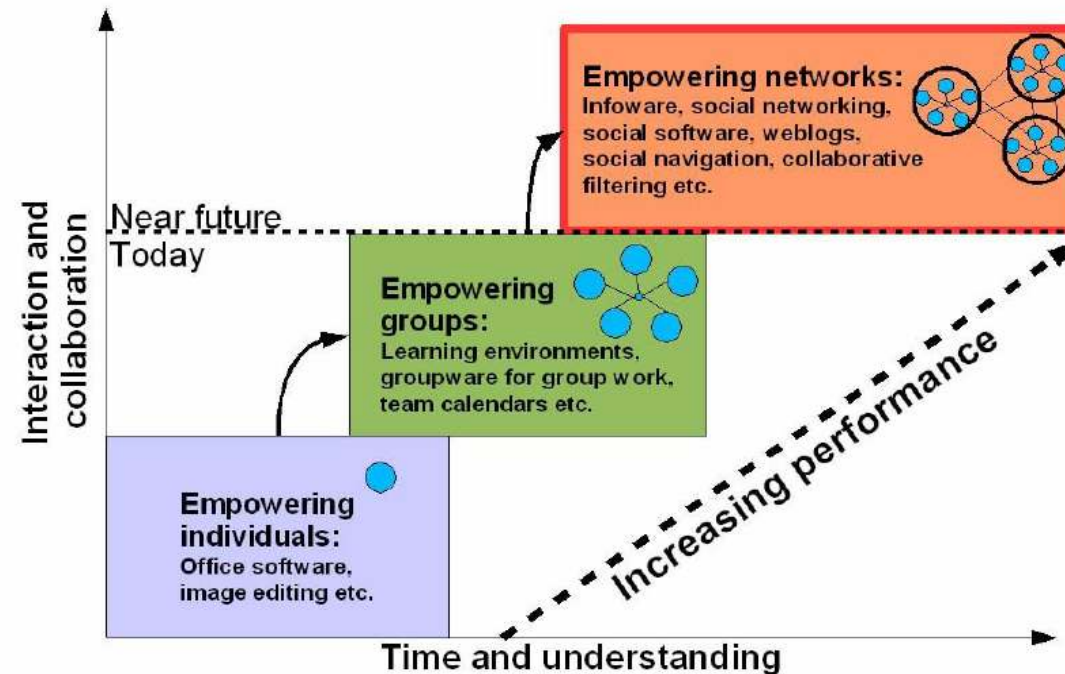 Empowering networks:
Infoware, social networking,
social software, weblogs,
social navigation, collaborative
filtering etc.
Near future
Today
Empowering
groups:
Learning environments,
groupware for group work,
team calendars etc.
Empowering
individuals:
Office software,
image editing etc.
Interaction and
collaboration
Increasing performance
Time and understanding